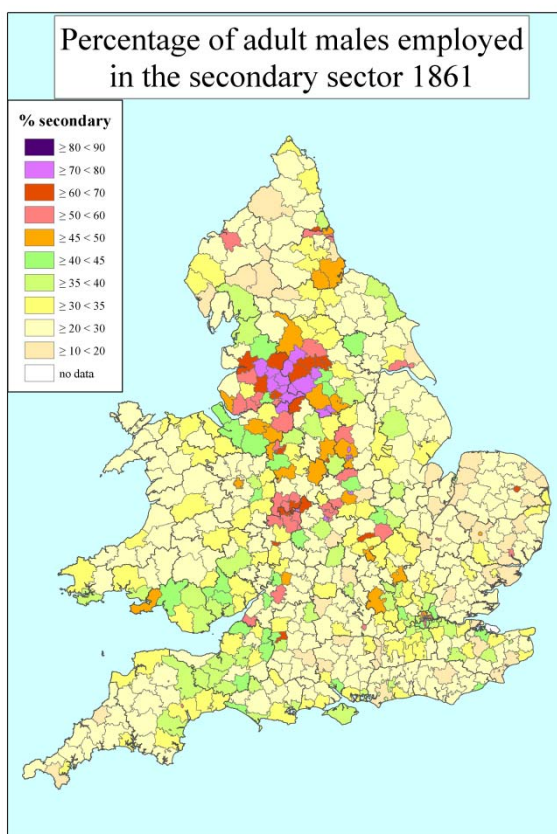 Percentage of adult males employed
in the secondary sector 1861
% secondary
≥ 80 < 90
≥ 70 < 80
≥ 60 < 70
≥ 50 < 60
≥ 45 < 50
≥ 40 < 45
≥ 35 < 40
≥ 30 < 35
≥ 20 < 30
≥ 10 < 20
no data